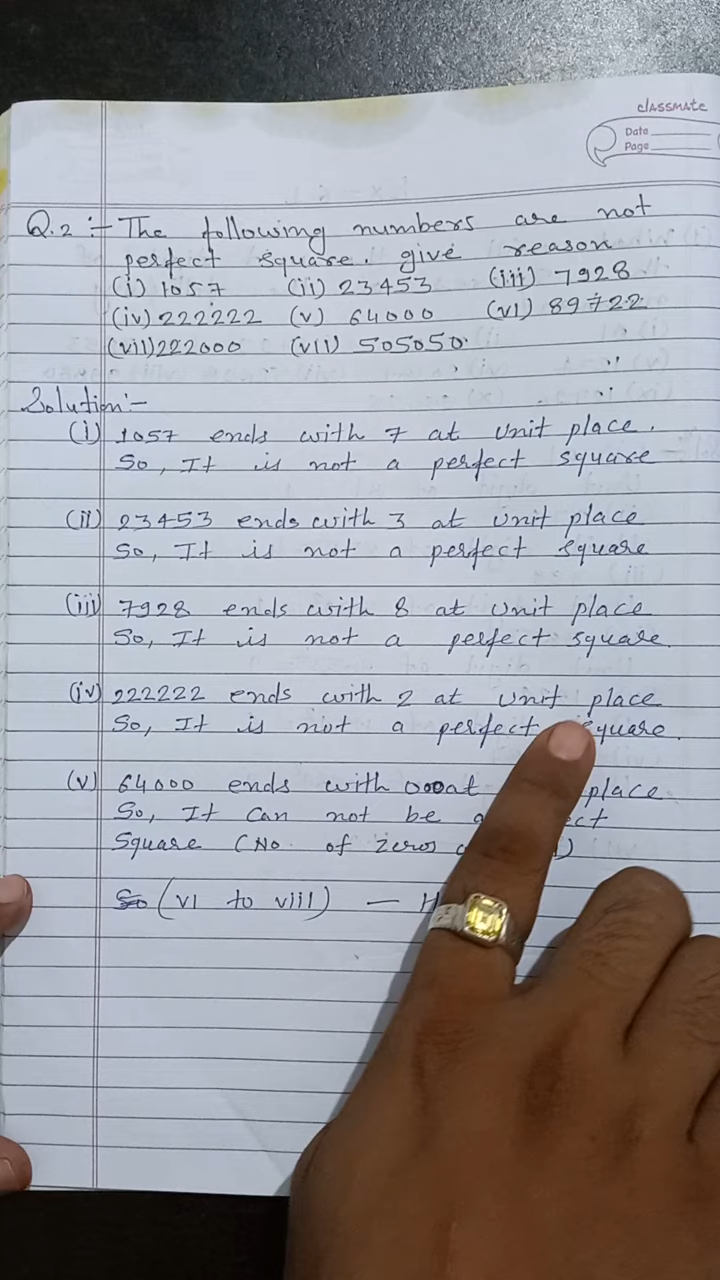 classmate
Date
Page
Q.2 :- The following numbers are not
perfect square. give reason
(i) 1057 (ii) 23453 (iii) 7928
(iv) 222222 (v) 64000 (vi) 89722
(vii) 222000 (vii) 505050.
Solution:-
(i) 1057 ends with 7 at unit place.
So, It is not a perfect square
(ii) 23453 ends with 3 at unit place
So, It is not a perfect square
(iii) 7928 ends with 8 at unit place
So, It is not a perfect square.
(iv) 222222 ends with 2 at unit place
So, It is not a perfect square.
(v) 64000 ends with 000 at place
So, It can not be
Square (No. of zeros
(vi to viii) -